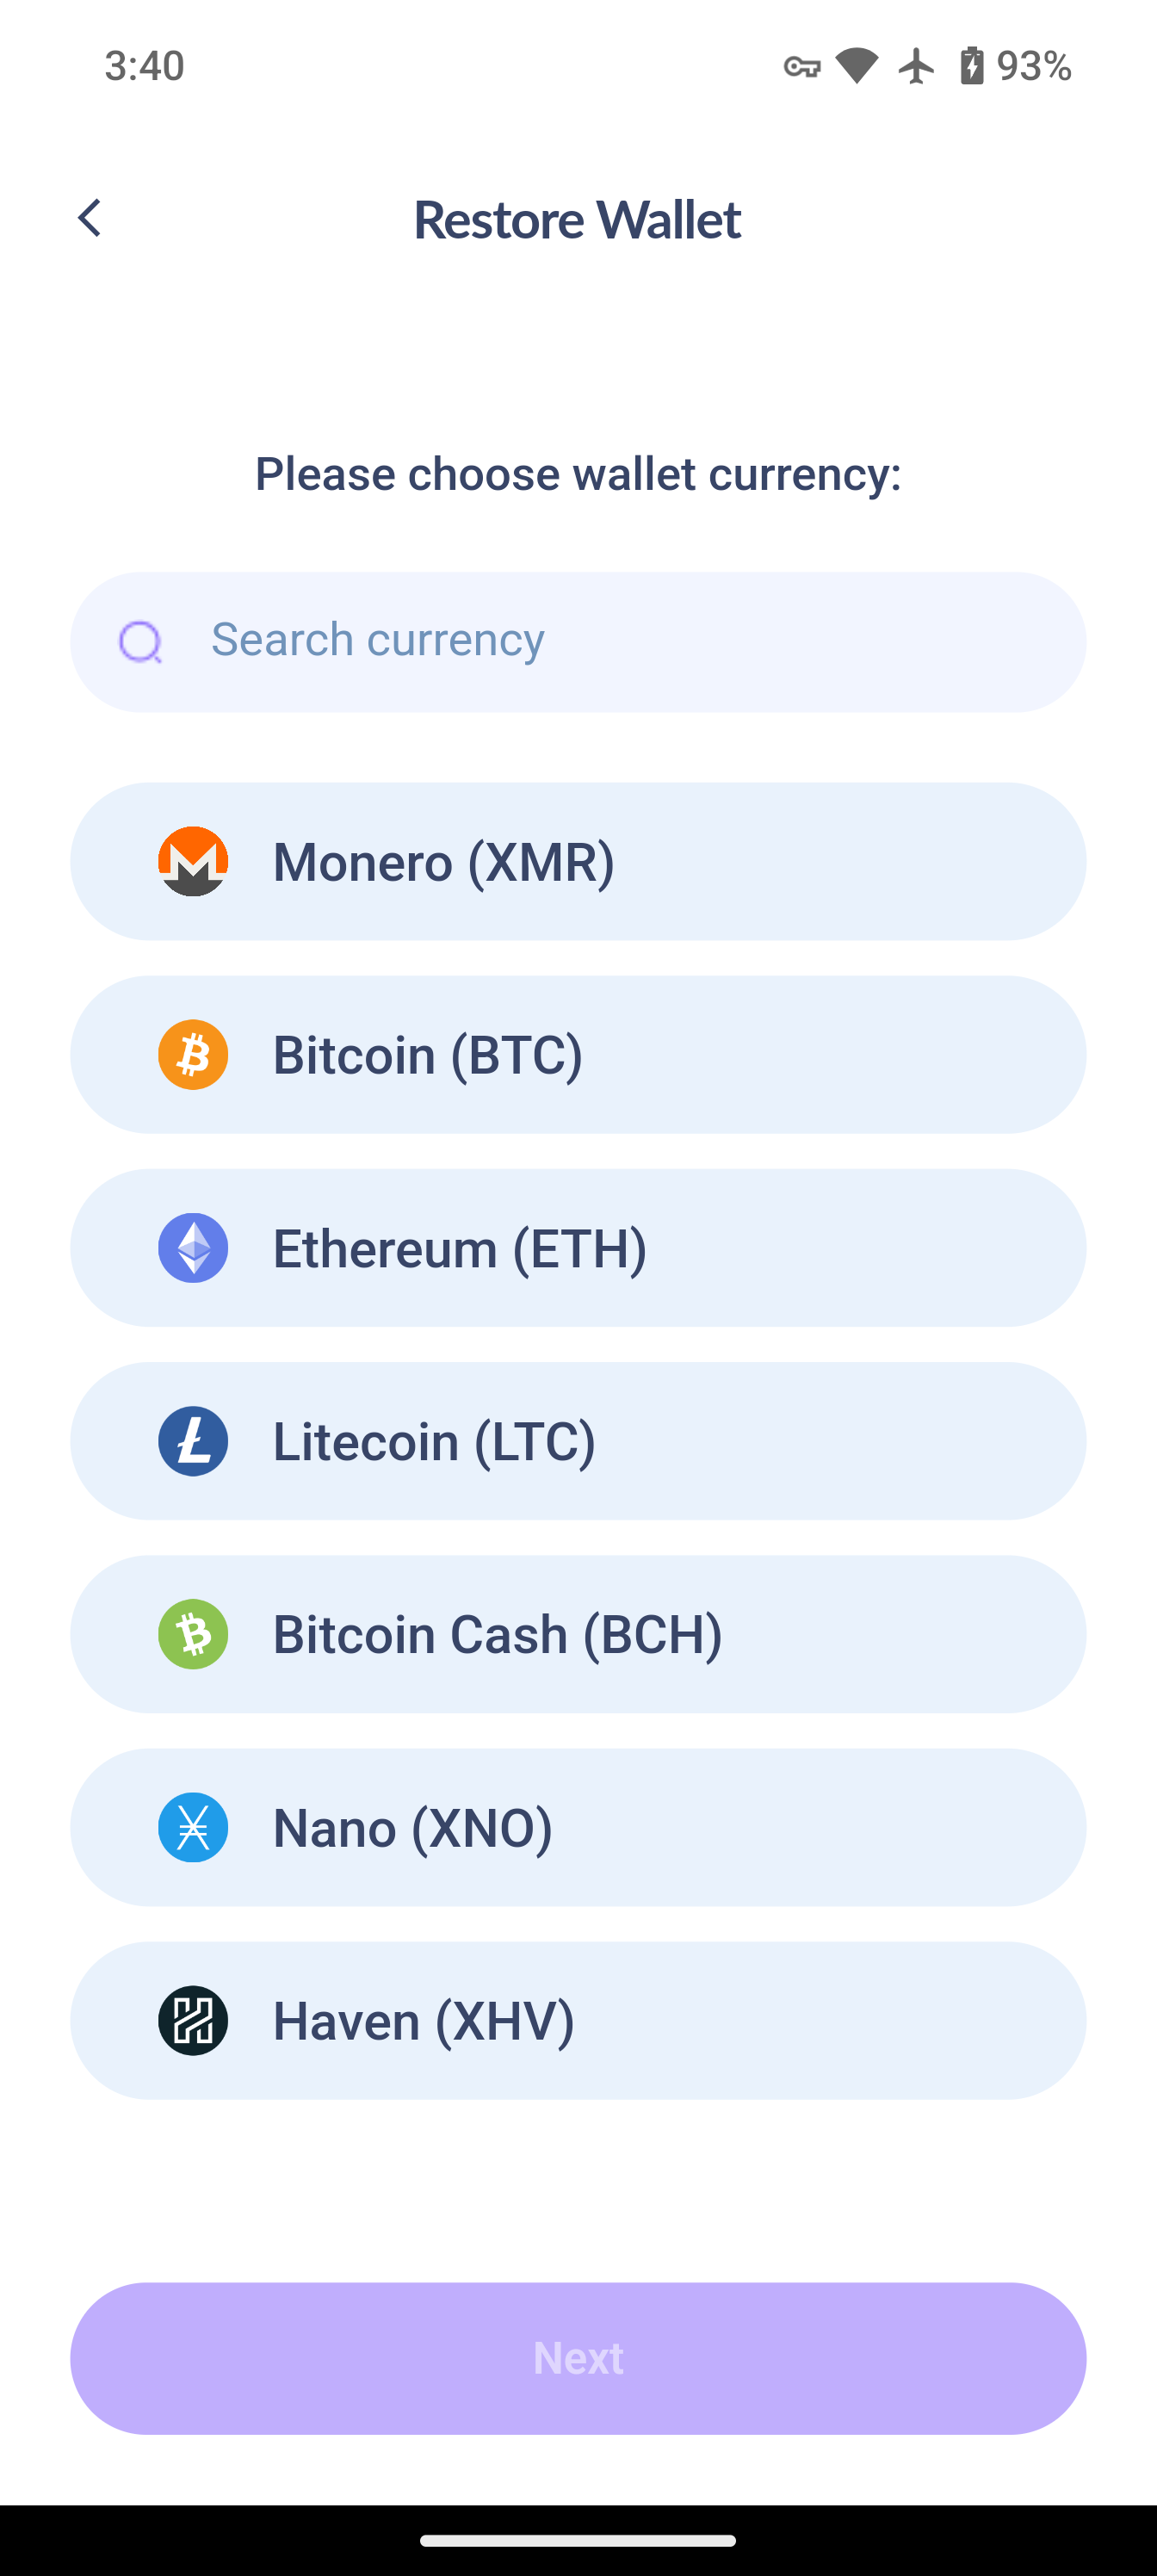 3:40
93%
Restore Wallet
Please choose wallet currency:
Search currency
Monero (XMR)
Bitcoin (BTC)
Ethereum (ETH)
Litecoin (LTC)
Bitcoin Cash (BCH)
Nano (XNO)
Haven (XHV)
Next